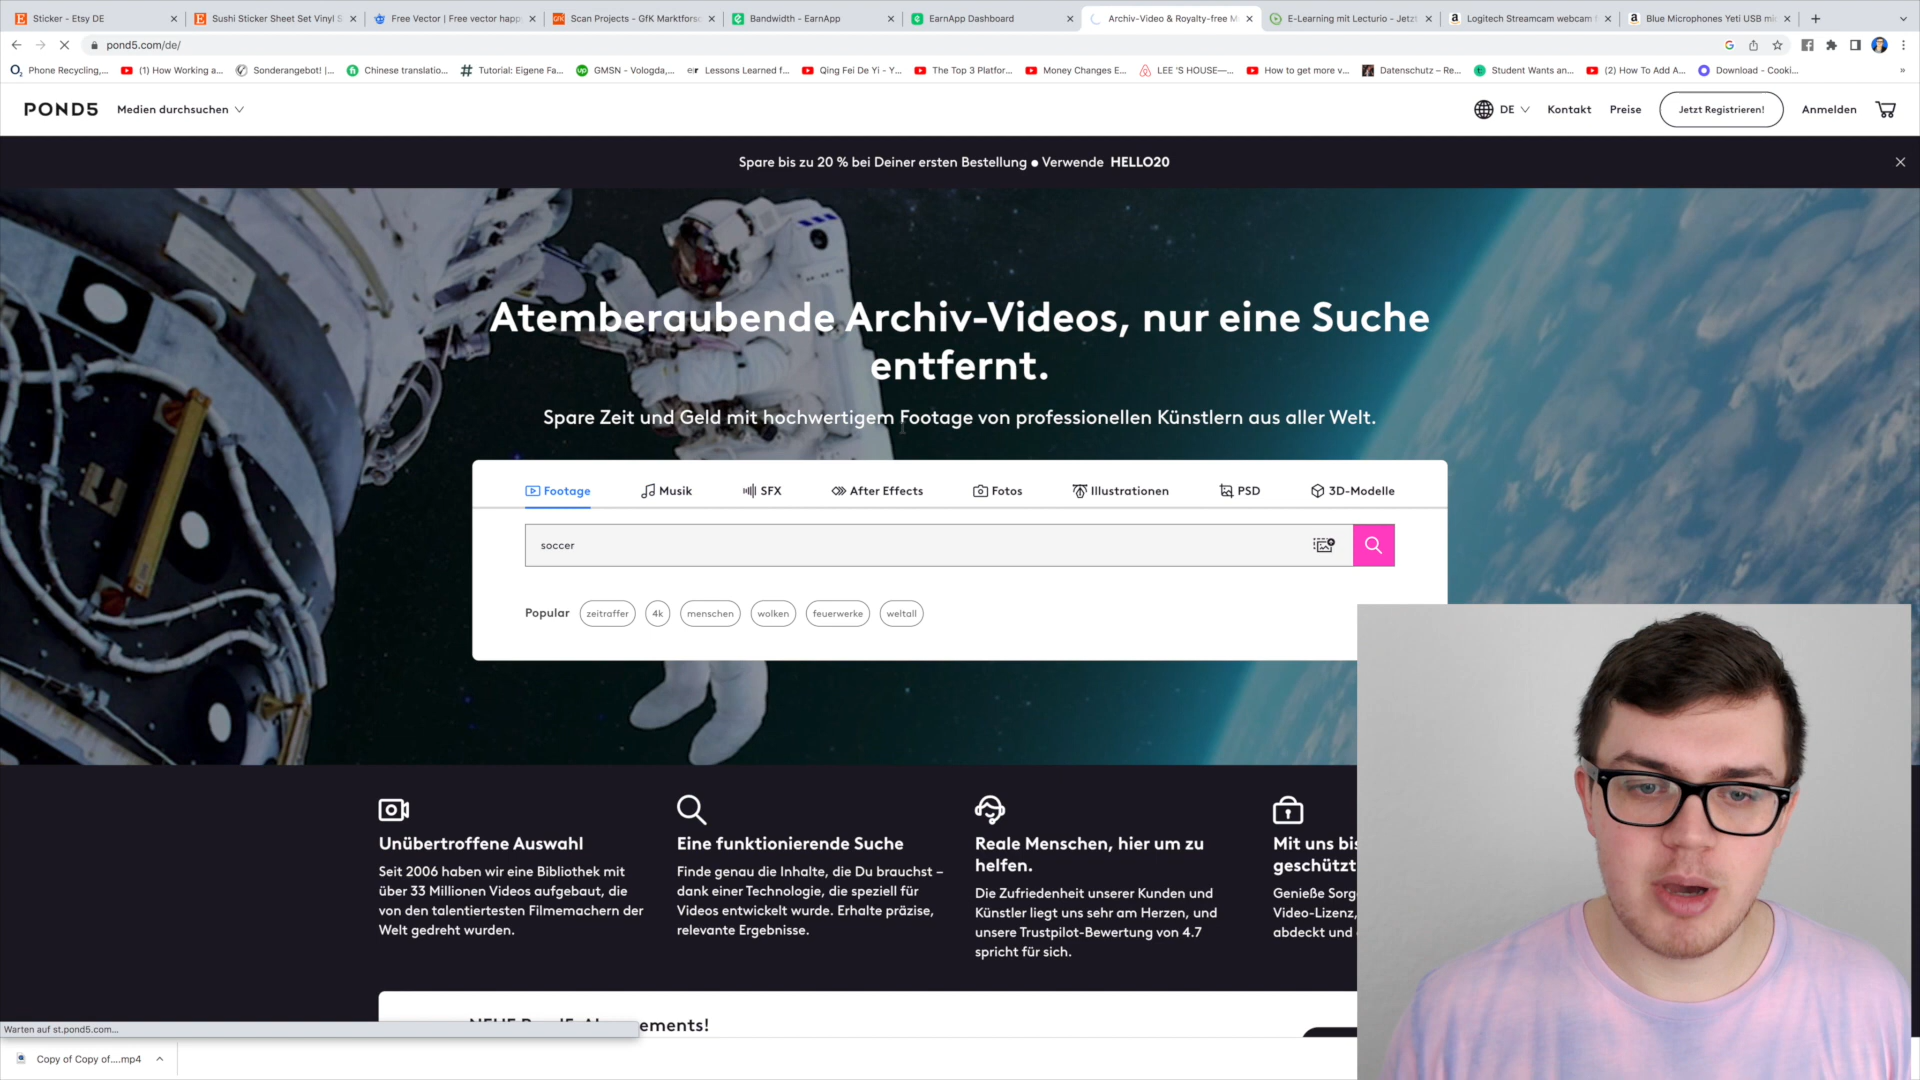 Sticker - Etsy DE
Sushi Sticker Sheet Set Vinyl S
Free Vector | Free vector happ
Scan Projects - GfK Marktfors
Bandwidth - EarnApp
EarnApp Dashboard
Archiv-Video & Royalty-free M
E-Learning mit Lecturio - Jetzt
Logitech Streamcam webcam f
Blue Microphones Yeti USB mi
pond5.com/de/
Phone Recycling,...
(1) How Working a...
Sonderangebot! |...
Chinese translatio...
Tutorial: Eigene Fa...
GMSN - Vologda,...
Lessons Learned f...
Qing Fei De Yi - Y...
The Top 3 Platfor...
Money Changes E...
LEE 'S HOUSE—...
How to get more v...
Datenschutz – Re...
Student Wants an...
(2) How To Add A...
Download - Cooki...
»
POND5
Medien durchsuchen
DE
Kontakt
Preise
Jetzt Registrieren!
Anmelden
Spare bis zu 20 % bei Deiner ersten Bestellung ● Verwende HELLO20
Atemberaubende Archiv-Videos, nur eine Suche
entfernt.
Spare Zeit und Geld mit hochwertigem Footage von professionellen Künstlern aus aller Welt.
Footage
Musik
SFX
After Effects
Fotos
Illustrationen
PSD
3D-Modelle
soccer
Popular
zeitraffer
4k
menschen
wolken
feuerwerke
weltall
Unübertroffene Auswahl
Seit 2006 haben wir eine Bibliothek mit
über 33 Millionen Videos aufgebaut, die
von den talentiertesten Filmemachern der
Welt gedreht wurden.
Eine funktionierende Suche
Finde genau die Inhalte, die Du brauchst –
dank einer Technologie, die speziell für
Videos entwickelt wurde. Erhalte präzise,
relevante Ergebnisse.
Reale Menschen, hier um zu
helfen.
Die Zufriedenheit unserer Kunden und
Künstler liegt uns sehr am Herzen, und
unsere Trustpilot-Bewertung von 4.7
spricht für sich.
Mit uns bis
geschützt
Genieße Sorg
Video-Lizenz,
abdeckt und
ements!
Warten auf st.pond5.com...
Copy of Copy of....mp4